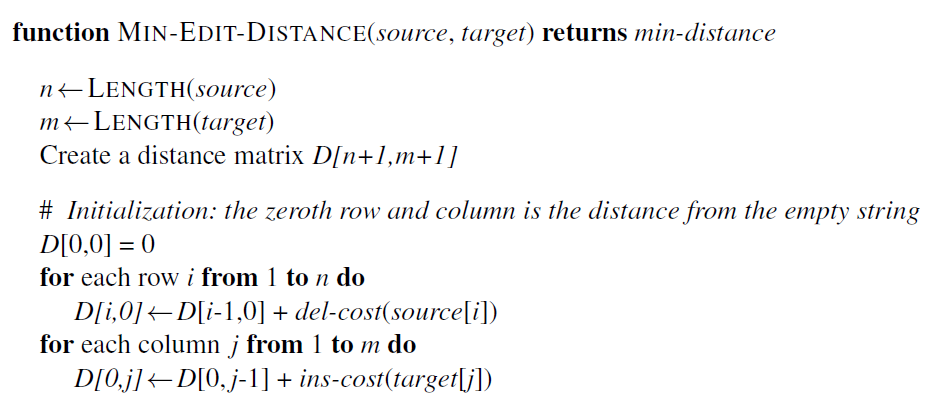 function MIN-EDIT-DISTANCE(source, target) returns min-distance
n←LENGTH(source)
m←LENGTH(target)
Create a distance matrix D[n+1,m+1]
# Initialization: the zeroth row and column is the distance from the empty string
D[0,0] = 0
for each row i from 1 to n do
D[i,0]←D[i-1,0] + del-cost(source[i])
for each column j from 1 to m do
D[0,j]←D[0,j-1] + ins-cost(target[j])